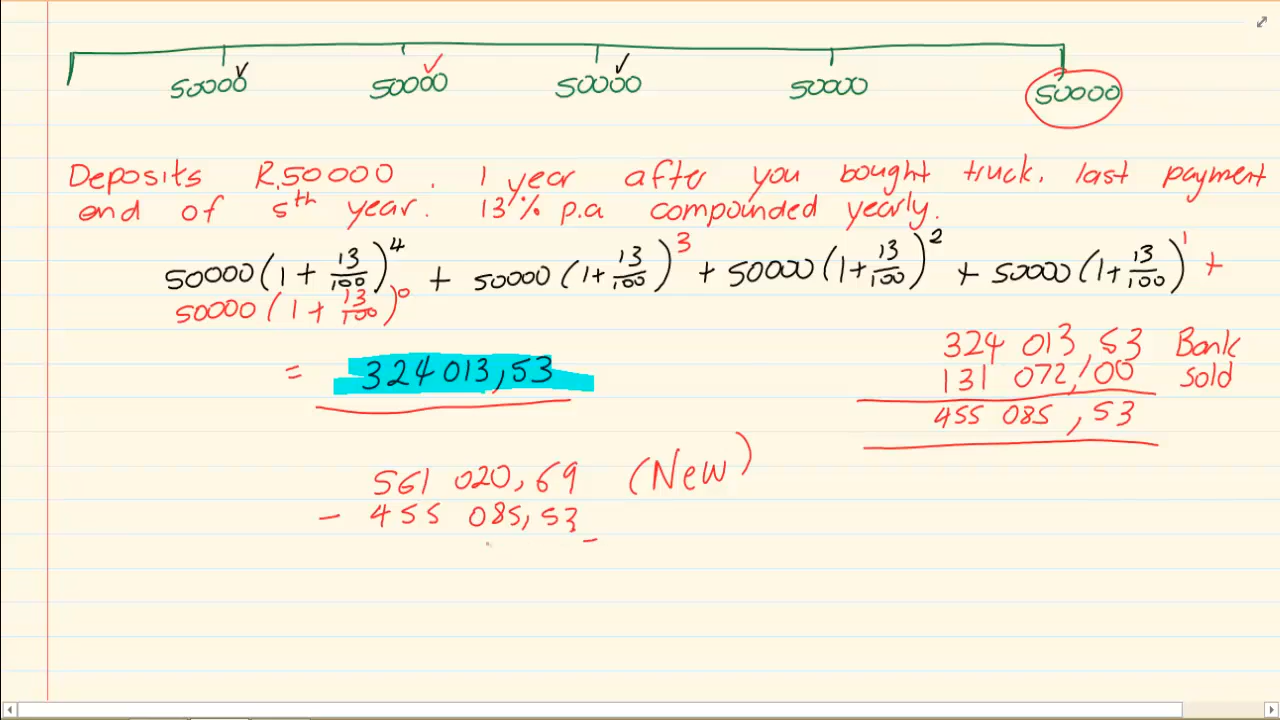 50000 ✓ 50000 ✓ 50000 ✓ 50000 50000
Deposits R50000 . 1 year after you bought truck. last payment
end of 5th year. 13% p.a compounded yearly.
50000(1 + 13/100)^4 + 50000(1+ 13/100)^3 + 50000(1+ 13/100)^2 + 50000(1+ 13/100)^1 +
50000(1 + 13/100)^0
324 013,53 Bank
= 324 013,53
131 072,00 Sold
455 085,53
561 020,69 (New)
- 455 085,53